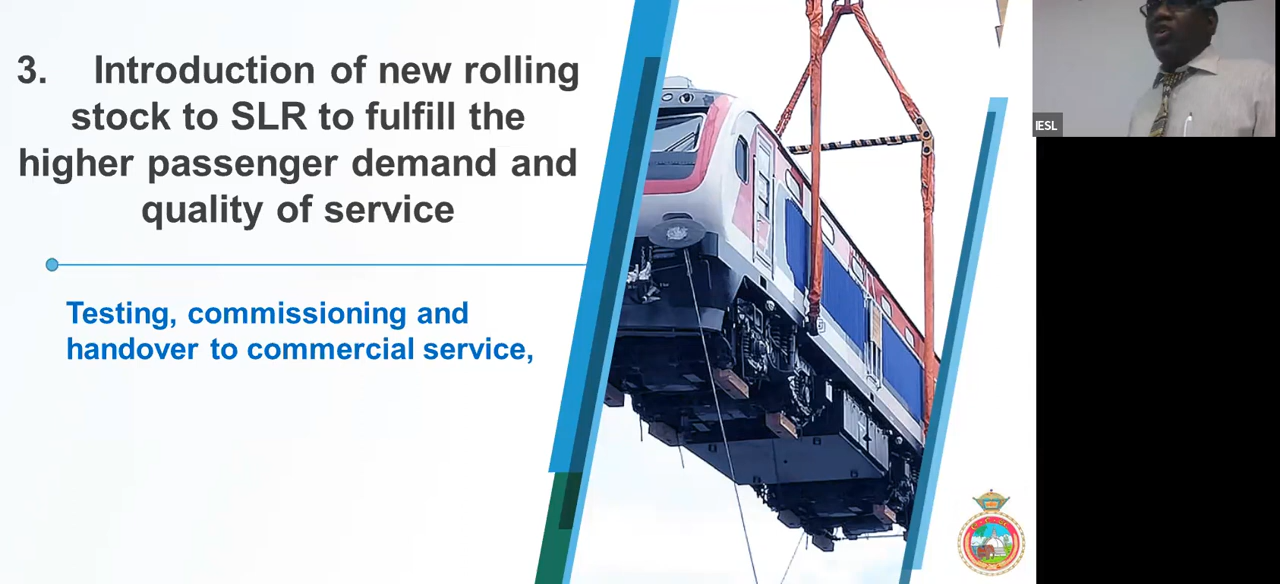 3. Introduction of new rolling
stock to SLR to fulfill the
higher passenger demand and
quality of service
Testing, commissioning and
handover to commercial service,
IESL